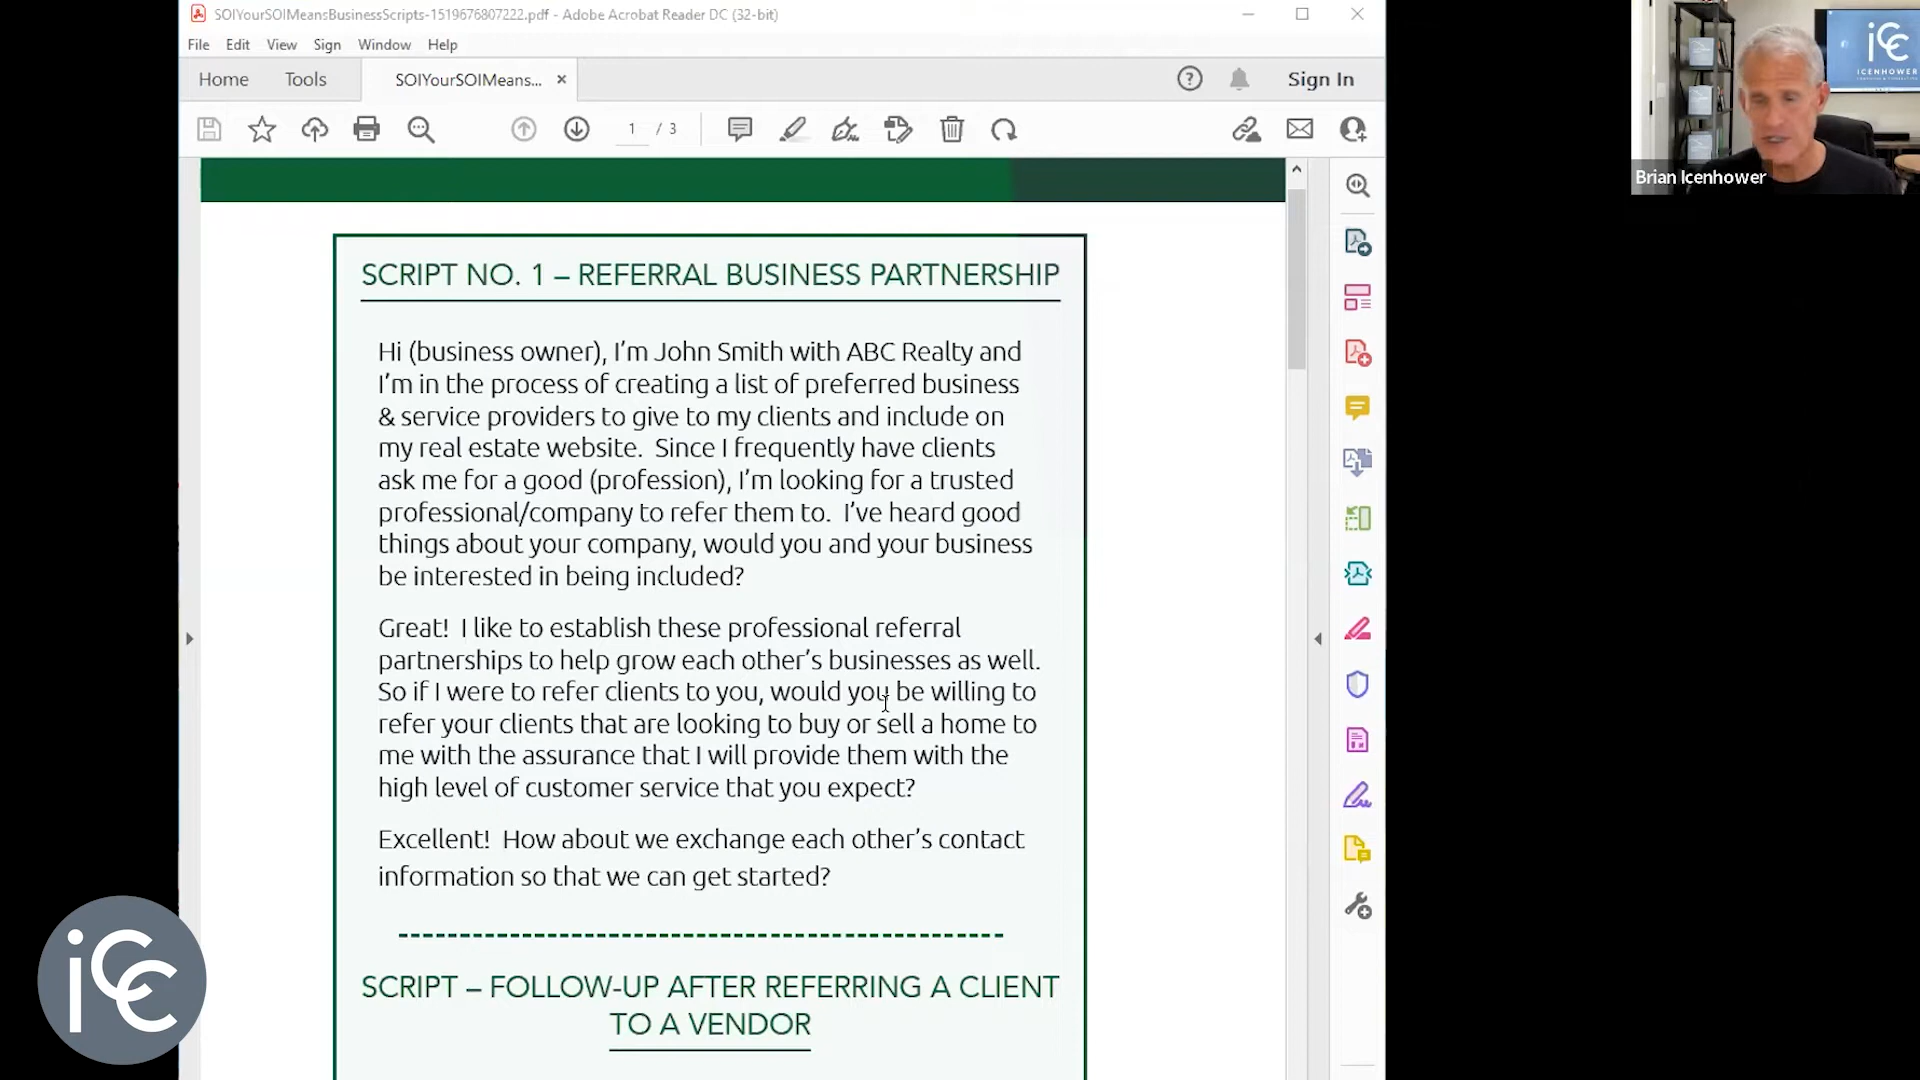 SOIYourSOIMeansBusinessScripts-1519676807222.pdf - Adobe Acrobat Reader DC (32-bit)
File Edit View Sign Window Help
Home Tools SOIYourSOIMeans... × Sign In
1 / 3
iCC
ICENHOWER
Brian Icenhower
SCRIPT NO. 1 – REFERRAL BUSINESS PARTNERSHIP
Hi (business owner), I’m John Smith with ABC Realty and
I’m in the process of creating a list of preferred business
& service providers to give to my clients and include on
my real estate website.  Since I frequently have clients
ask me for a good (profession), I’m looking for a trusted
professional/company to refer them to.  I’ve heard good
things about your company, would you and your business
be interested in being included?
Great!  I like to establish these professional referral
partnerships to help grow each other’s businesses as well.
So if I were to refer clients to you, would you be willing to
refer your clients that are looking to buy or sell a home to
me with the assurance that I will provide them with the
high level of customer service that you expect?
Excellent!  How about we exchange each other’s contact
information so that we can get started?
SCRIPT – FOLLOW-UP AFTER REFERRING A CLIENT
TO A VENDOR
iCC